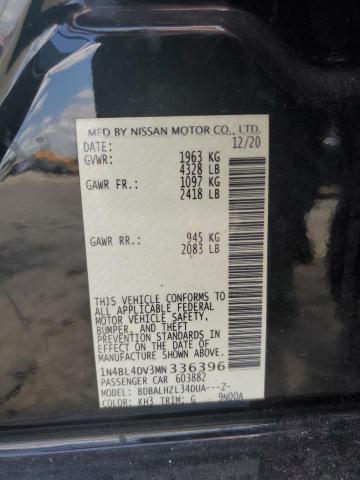 MFD BY NISSAN MOTOR CO., LTD.
DATE: 12/20
GVWR: 1963 KG
4328 LB
GAWR FR.: 1097 KG
2418 LB
GAWR RR.: 945 KG
2083 LB
THIS VEHICLE CONFORMS TO
ALL APPLICABLE FEDERAL
MOTOR VEHICLE SAFETY,
BUMPER, AND THEFT
PREVENTION STANDARDS IN
EFFECT ON THE DATE OF
MANUFACTURE SHOWN ABOVE.
1N4BL4DV3MN336396
PASSENGER CAR 603882
MODEL: BDBALHZL34DUA---Z-
COLOR: KH3 TRIM: G 9N00A